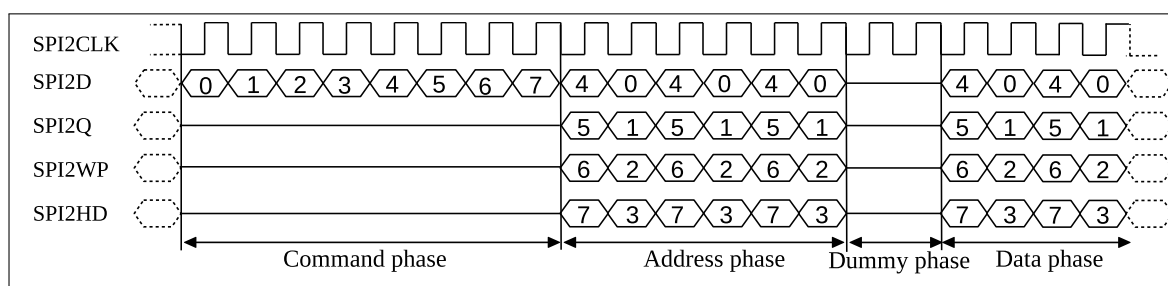 SPI2CLK
SPI2D 0 1 2 3 4 5 6 7 4 0 4 0 4 0 4 0 4 0
SPI2Q 5 1 5 1 5 1 5 1 5 1
SPI2WP 6 2 6 2 6 2 6 2 6 2
SPI2HD 7 3 7 3 7 3 7 3 7 3
Command phase Address phase Dummy phase Data phase